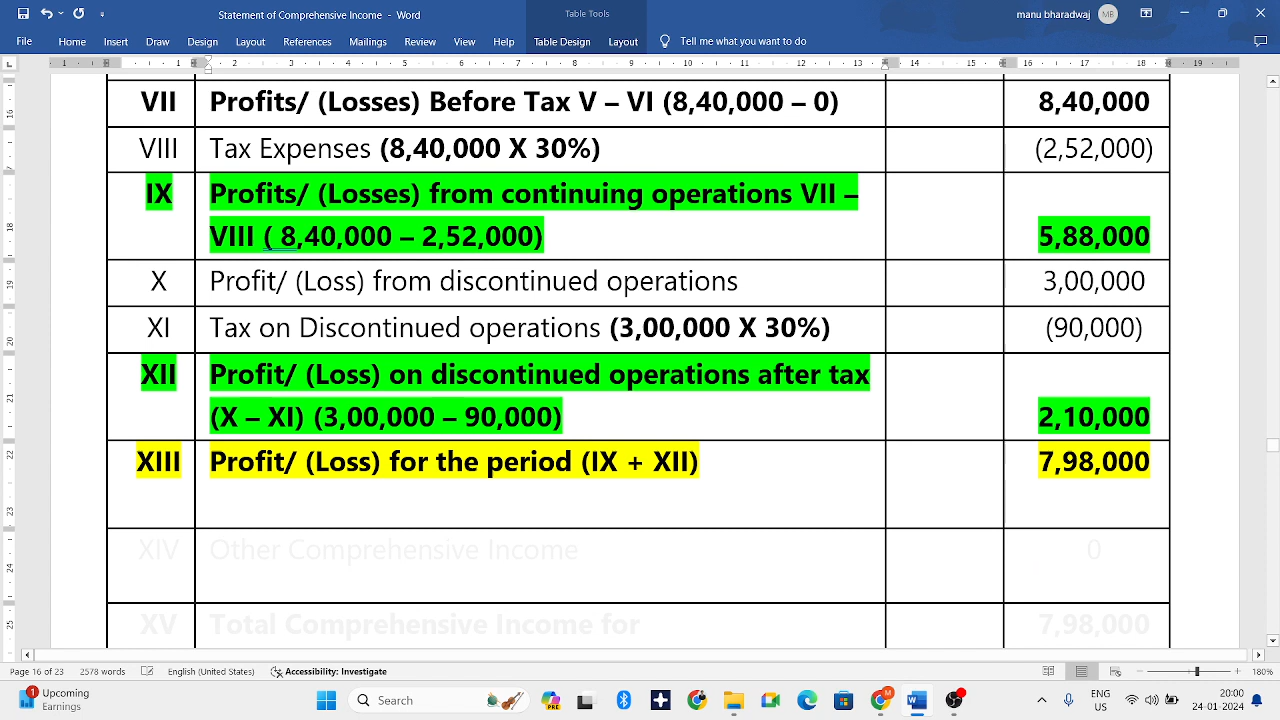 Statement of Comprehensive Income - Word
Table Tools
manu bharadwaj
MB
File Home Insert Draw Design Layout References Mailings Review View Help Table Design Layout Tell me what you want to do
VII Profits/ (Losses) Before Tax V – VI (8,40,000 – 0) 8,40,000
VIII Tax Expenses (8,40,000 X 30%) (2,52,000)
IX Profits/ (Losses) from continuing operations VII –
VIII ( 8,40,000 – 2,52,000) 5,88,000
X Profit/ (Loss) from discontinued operations 3,00,000
XI Tax on Discontinued operations (3,00,000 X 30%) (90,000)
XII Profit/ (Loss) on discontinued operations after tax
(X – XI) (3,00,000 – 90,000) 2,10,000
XIII Profit/ (Loss) for the period (IX + XII) 7,98,000
XIV Other Comprehensive Income 0
XV Total Comprehensive Income for 7,98,000
Page 16 of 23 2578 words English (United States) Accessibility: Investigate 180%
1 Upcoming
Earnings
Search
ENG
US
20:00
24-01-2024